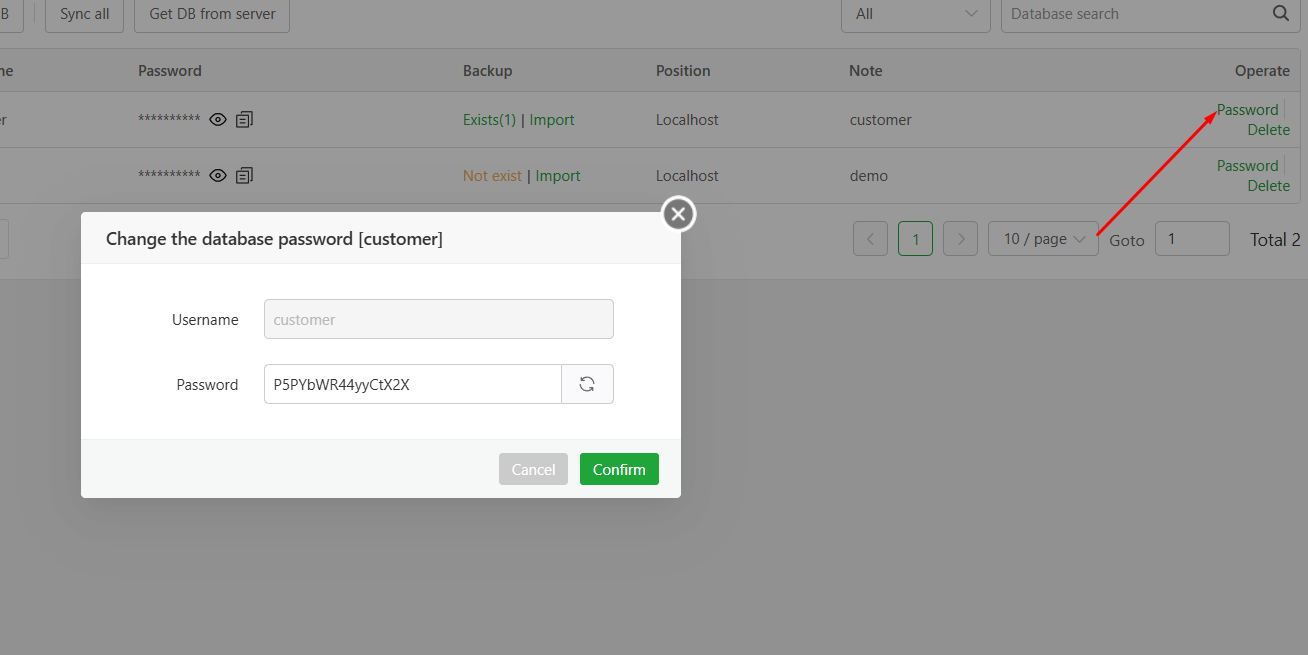 B Sync all Get DB from server All Database search
ne Password Backup Position Note Operate
er ********** Exists(1) | Import Localhost customer Password
Delete
********** Not exist | Import Localhost demo Password
Delete
1 10 / page Goto 1 Total 2
Change the database password [customer]
Username customer
Password P5PYbWR44yyCtX2X
Cancel Confirm